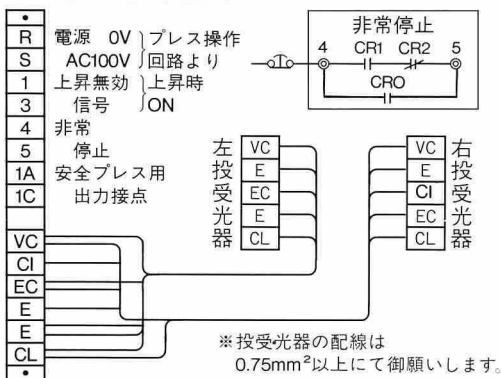 R 電源 0V プレス操作
S AC100V 回路より
1 上昇無効 上昇時
3 信号 ON
4 非常
5 停止
1A 安全プレス用
1C 出力接点
VC
CI
EC
E
E
CL
非常停止
4 CR1 CR2 5
CRO
左投受光器
VC
E
EC
E
CL
VC
E
CI
EC
CL
右投受光器
※投受光器の配線は
0.75mm²以上にて御願いします。